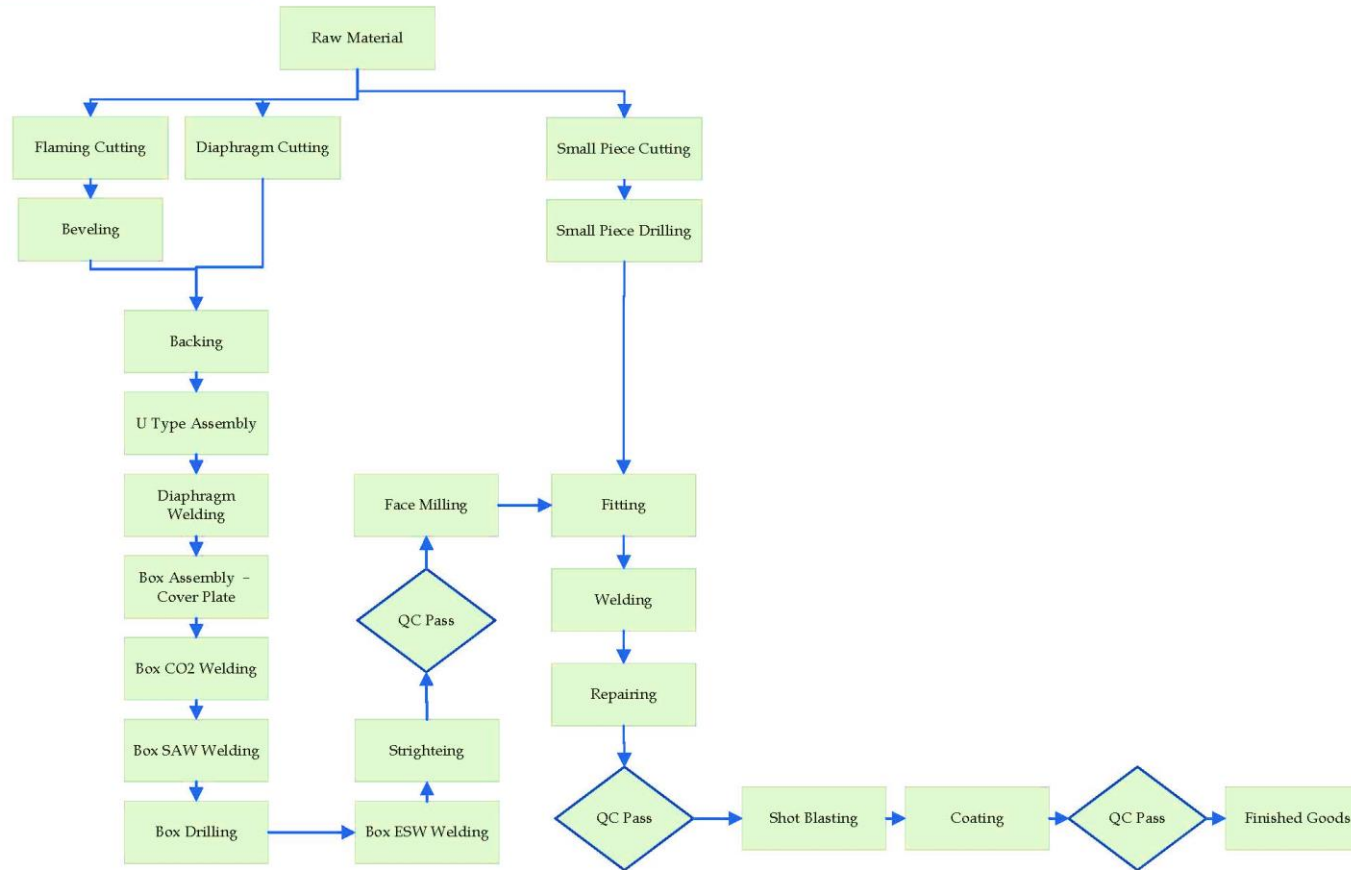 Raw Material
Flaming Cutting
Diaphragm Cutting
Small Piece Cutting
Beveling
Small Piece Drilling
Backing
U Type Assembly
Diaphragm
Welding
Face Milling
Fitting
Box Assembly –
Cover Plate
QC Pass
Welding
Box CO2 Welding
Repairing
Box SAW Welding
Strighteing
Box Drilling
Box ESW Welding
QC Pass
Shot Blasting
Coating
QC Pass
Finished Goods